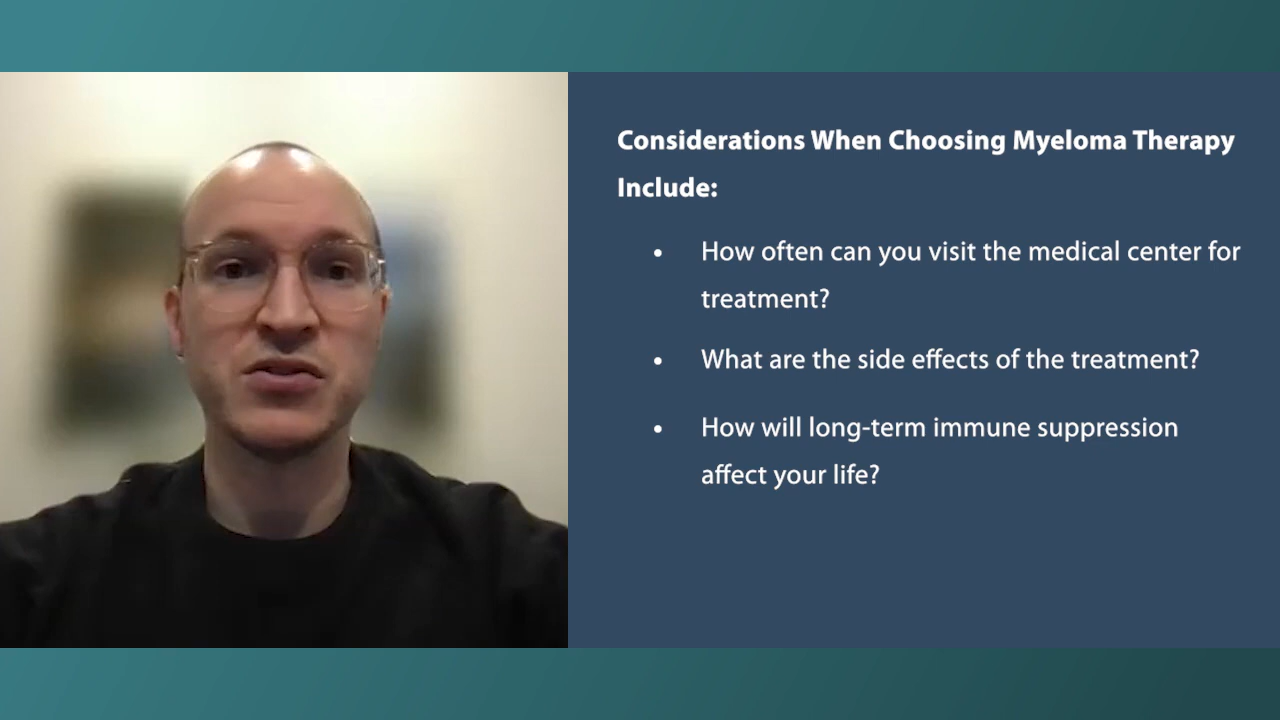 Considerations When Choosing Myeloma Therapy
Include:
• How often can you visit the medical center for
treatment?
• What are the side effects of the treatment?
• How will long-term immune suppression
affect your life?